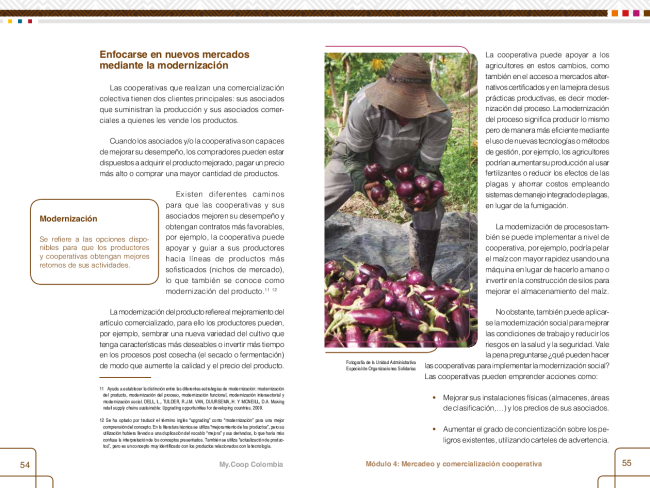 Enfocarse en nuevos mercados
mediante la modernización
Las cooperativas que realizan una comercialización
colectiva tienen dos clientes principales: sus asociados
que suministran la producción y sus asociados comer-
ciales a quienes les vende los productos.
Cuando los asociados y/o la cooperativa son capaces
de mejorar su desempeño, los compradores pueden estar
dispuestos a adquirir el producto mejorado, pagar un precio
más alto o comprar una mayor cantidad de productos.
Modernización
Se refiere a las opciones dispo-
nibles para que los productores
y cooperativas obtengan mejores
retornos de sus actividades.
Existen diferentes caminos
para que las cooperativas y sus
asociados mejoren su desempeño y
obtengan contratos más favorables,
por ejemplo, la cooperativa puede
apoyar y guiar a sus productores
hacia líneas de productos más
sofisticados (nichos de mercado),
lo que también se conoce como
modernización del producto.11 12
La modernización del producto refiere al mejoramiento del
artículo comercializado, para ello los productores pueden,
por ejemplo, sembrar una nueva variedad del cultivo que
tenga características más deseables o invertir más tiempo
en los procesos post cosecha (el secado o fermentación)
de modo que aumente la calidad y el precio del producto.
11 Ayuda a establecer la distinción entre las diferentes estrategias de modernización: modernización
del producto, modernización del proceso, modernización funcional, modernización intersectorial y
modernización social. DELL L., TULDER, R.J.M. VAN, DUURSEMA, H. Y MCNEILL, D.A. Making
retail supply chains sustainable: Upgrading opportunities for developing countries. 2009.
12 Se ha optado por traducir el término inglés "upgrading" como "modernización" para una mejor
comprensión del concepto. En la literatura técnica se utiliza "mejoramiento de los productos", pero su
utilización hubiera llevado a una duplicación del vocablo "mejora" y sus derivados, lo que haría más
confusa la interpretación de los conceptos presentados. También se utiliza "actualización de produc-
tos", pero es un concepto muy identificado con los productos relacionados con la tecnología.
54
My.Coop Colombia
Fotografía de la Unidad Administrativa
Especial de Organizaciones Solidarias
La cooperativa puede apoyar a los
agricultores en estos cambios, como
también en el acceso a mercados alter-
nativos certificados y en la mejora de sus
prácticas productivas, es decir moder-
nización del proceso. La modernización
del proceso significa producir lo mismo
pero de manera más eficiente mediante
el uso de nuevas tecnologías o métodos
de gestión, por ejemplo, los agricultores
podrían aumentar su producción al usar
fertilizantes o reducir los efectos de las
plagas y ahorrar costos empleando
sistemas de manejo integrado de plagas,
en lugar de la fumigación.
La modernización de procesos tam-
bién se puede implementar a nivel de
cooperativa, por ejemplo, podría pelar
el maíz con mayor rapidez usando una
máquina en lugar de hacerlo a mano o
invertir en la construcción de silos para
mejorar el almacenamiento del maíz.
No obstante, también puede aplicar-
se la modernización social para mejorar
las condiciones de trabajo y reducir los
riesgos en la salud y la seguridad. Vale
la pena preguntarse ¿qué pueden hacer
las cooperativas para implementar la modernización social?
Las cooperativas pueden emprender acciones como:
• Mejorar sus instalaciones físicas (almacenes, áreas
de clasificación,…) y los predios de sus asociados.
• Aumentar el grado de concientización sobre los pe-
ligros existentes, utilizando carteles de advertencia.
Módulo 4: Mercadeo y comercialización cooperativa
55